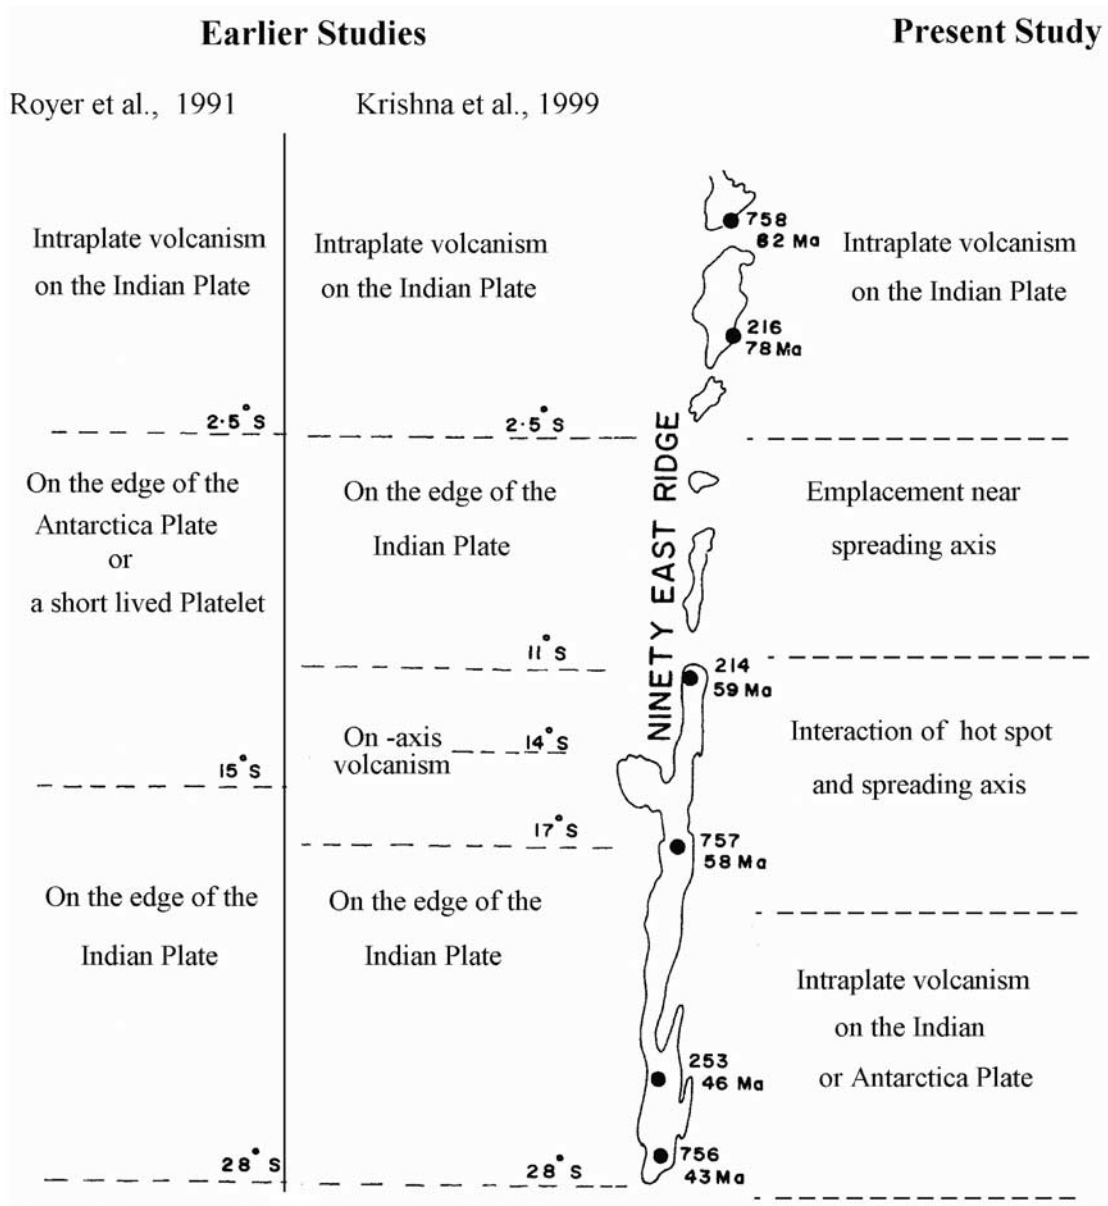 Earlier Studies
Present Study
Royer et al., 1991
Krishna et al., 1999
Intraplate volcanism
on the Indian Plate
Intraplate volcanism
on the Indian Plate
758
62 Ma
Intraplate volcanism
on the Indian Plate
216
78 Ma
2.5°S
2.5°S
NINETY EAST RIDGE
On the edge of the
Antarctica Plate
or
a short lived Platelet
On the edge of the
Indian Plate
Emplacement near
spreading axis
11°S
214
59 Ma
On -axis
volcanism
14°S
15°S
Interaction of hot spot
and spreading axis
17°S
757
58 Ma
On the edge of the
Indian Plate
On the edge of the
Indian Plate
Intraplate volcanism
on the Indian
or Antarctica Plate
253
46 Ma
756
43 Ma
28°S
28°S